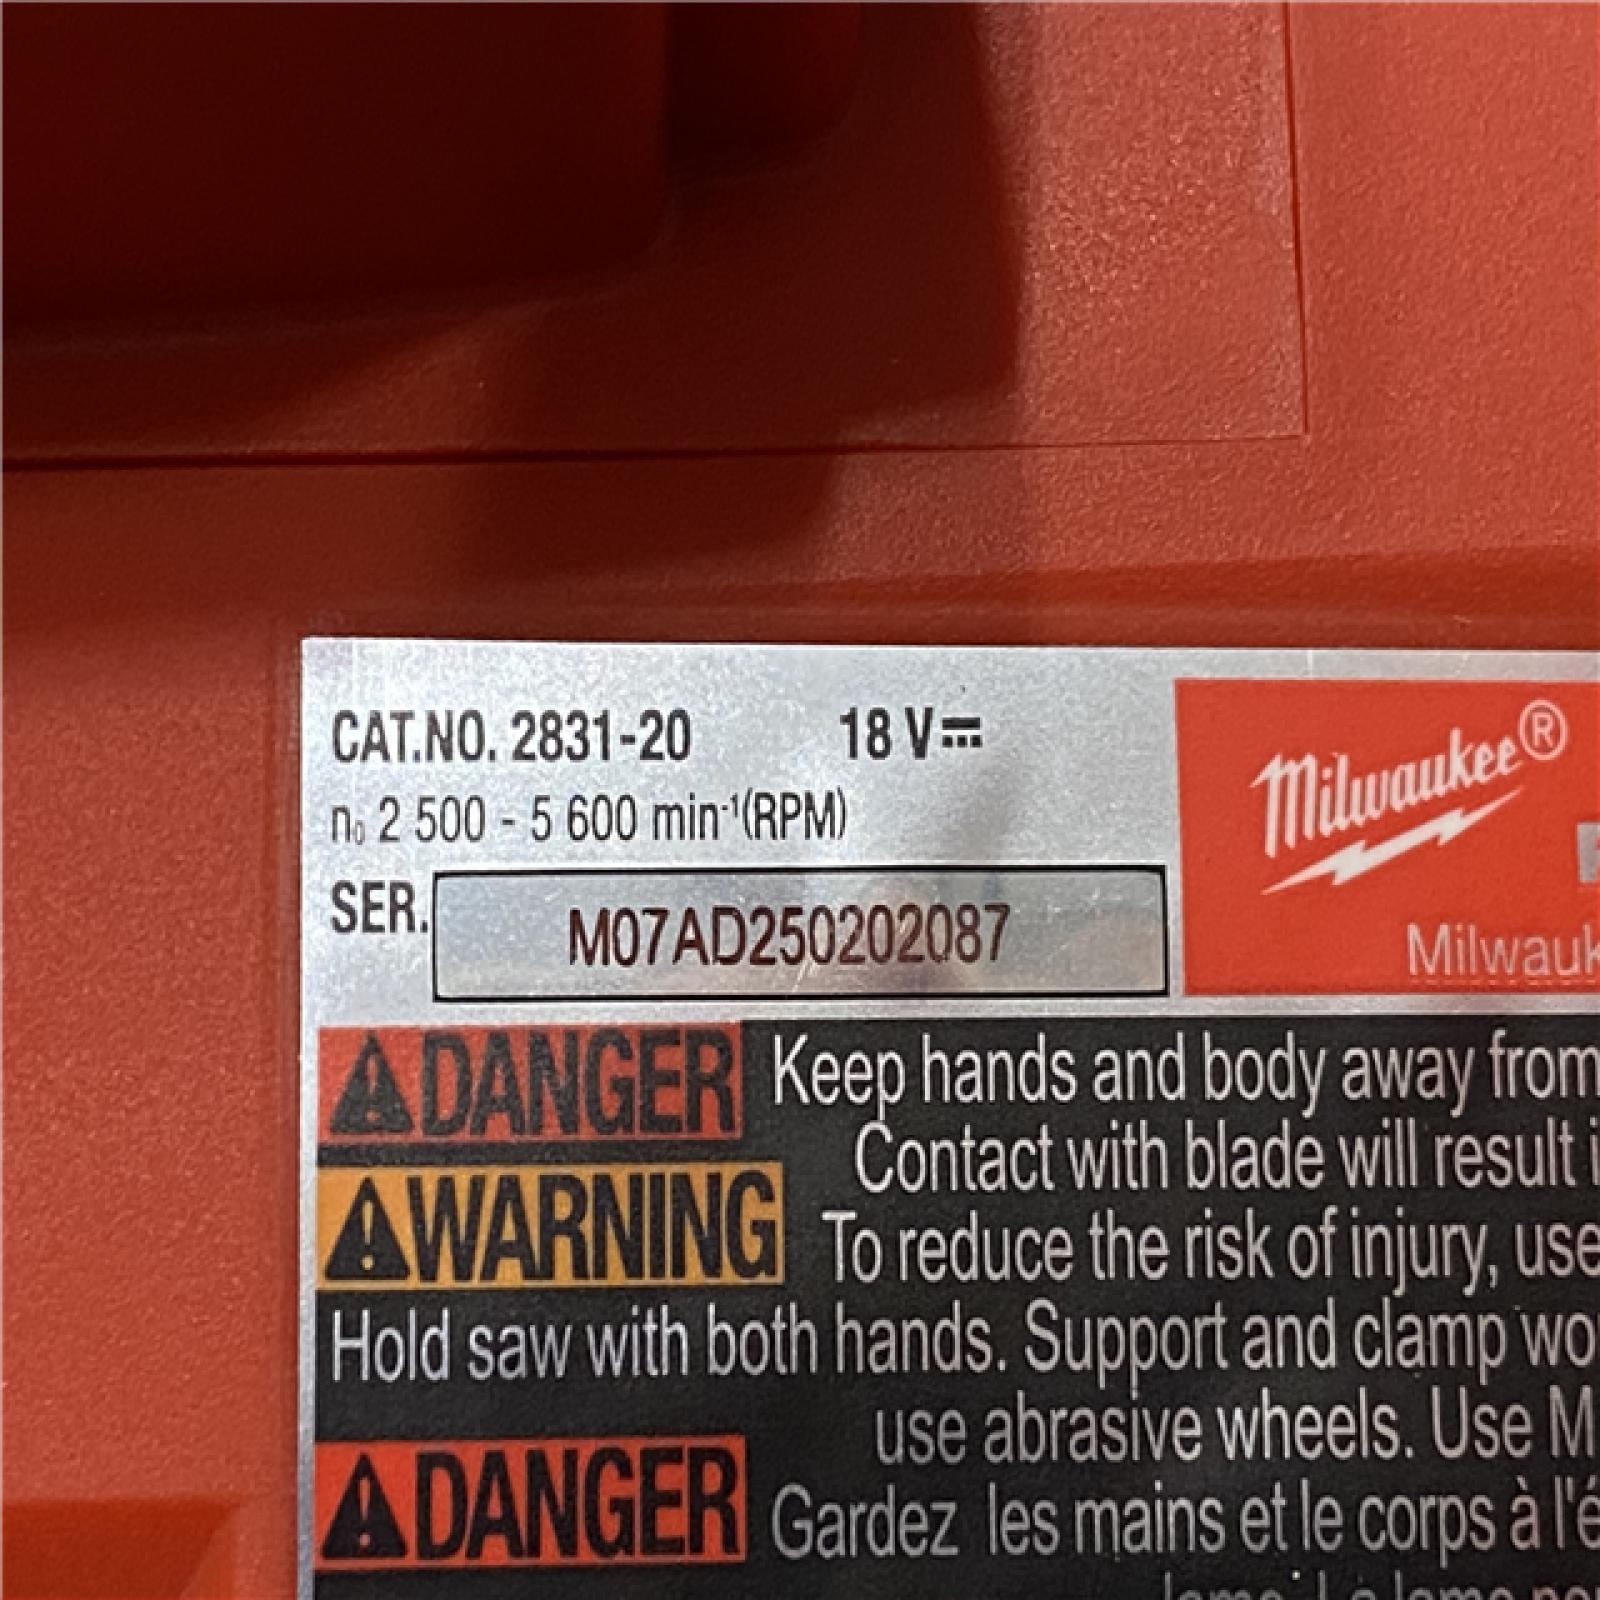 CAT.NO. 2831-20 18 V⎓
n₀ 2 500 - 5 600 min⁻¹(RPM)
SER. M07AD250202087
Milwaukee®
Milwauk
DANGER Keep hands and body away from
Contact with blade will result
WARNING To reduce the risk of injury, use
Hold saw with both hands. Support and clamp wo
use abrasive wheels. Use M
DANGER Gardez les mains et le corps à l'é